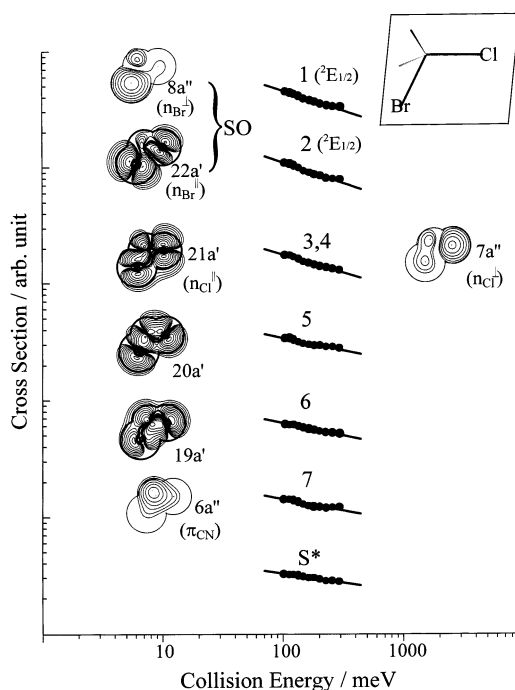 8a"
(n_Br^⊥)
SO
22a'
(n_Br^∥)
21a'
(n_Cl^∥)
20a'
19a'
6a"
(π_CN)
1 (²E₁/₂)
2 (²E₁/₂)
3,4
5
6
7
S*
Cl
Br
7a"
(n_Cl^⊥)
Cross Section / arb. unit
10
100
1000
Collision Energy / meV